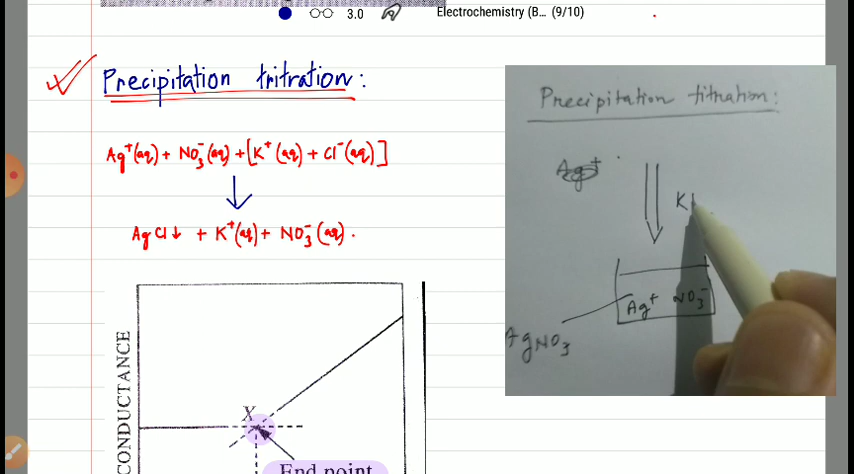 3.0 Electrochemistry (B... (9/10)
Precipitation tritration:
Ag⁺(aq) + NO₃⁻(aq) + [K⁺(aq) + Cl⁻(aq)]
AgCl↓ + K⁺(aq) + NO₃⁻(aq).
CONDUCTANCE
X
End point
Precipitation titration:
Ag⁺
K
Ag⁺ NO₃⁻
AgNO₃